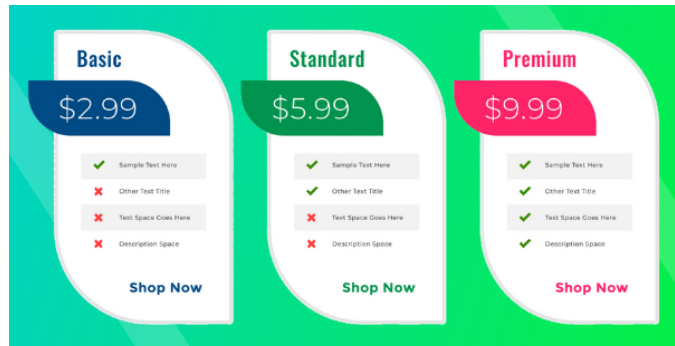 Basic
$2.99
Sample Text Here
Other Text Title
Text Space Goes Here
Description Space
Shop Now
Standard
$5.99
Sample Text Here
Other Text Title
Text Space Goes Here
Description Space
Shop Now
Premium
$9.99
Sample Text Here
Other Text Title
Text Space Goes Here
Description Space
Shop Now